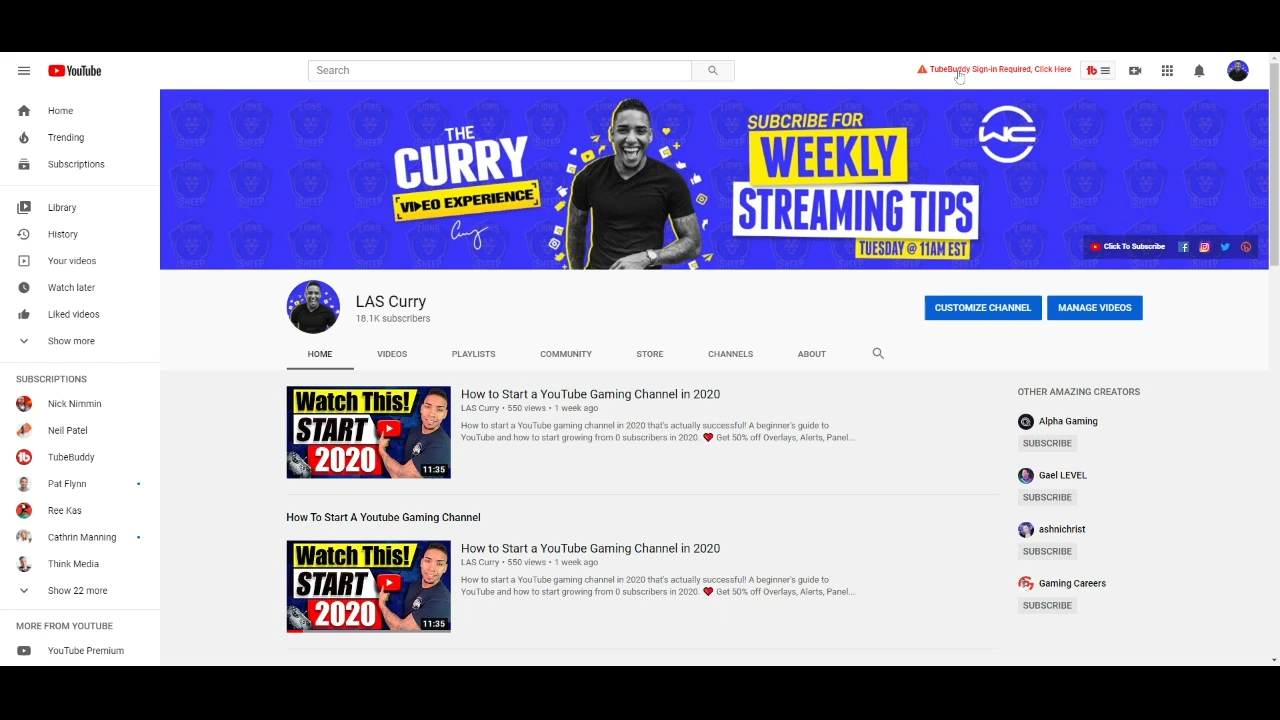 YouTube
Search
TubeBuddy Sign-in Required, Click Here
Home
Trending
Subscriptions
Library
History
Your videos
Watch later
Liked videos
Show more
SUBSCRIPTIONS
Nick Nimmin
Neil Patel
TubeBuddy
Pat Flynn
Ree Kas
Cathrin Manning
Think Media
Show 22 more
MORE FROM YOUTUBE
YouTube Premium
THE
CURRY
VIDEO EXPERIENCE
SUBCRIBE FOR
WEEKLY
STREAMING TIPS
TUESDAY @ 11AM EST
Click To Subscribe
LAS Curry
18.1K subscribers
CUSTOMIZE CHANNEL
MANAGE VIDEOS
HOME
VIDEOS
PLAYLISTS
COMMUNITY
STORE
CHANNELS
ABOUT
Watch This!
START
2020
11:35
How to Start a YouTube Gaming Channel in 2020
LAS Curry • 550 views • 1 week ago
How to start a YouTube gaming channel in 2020 that's actually successful! A beginner's guide to
YouTube and how to start growing from 0 subscribers in 2020. ❤ Get 50% off Overlays, Alerts, Panel...
How To Start A Youtube Gaming Channel
Watch This!
START
2020
11:35
How to Start a YouTube Gaming Channel in 2020
LAS Curry • 550 views • 1 week ago
How to start a YouTube gaming channel in 2020 that's actually successful! A beginner's guide to
YouTube and how to start growing from 0 subscribers in 2020. ❤ Get 50% off Overlays, Alerts, Panel...
OTHER AMAZING CREATORS
Alpha Gaming
SUBSCRIBE
Gael LEVEL
SUBSCRIBE
ashnichrist
SUBSCRIBE
Gaming Careers
SUBSCRIBE